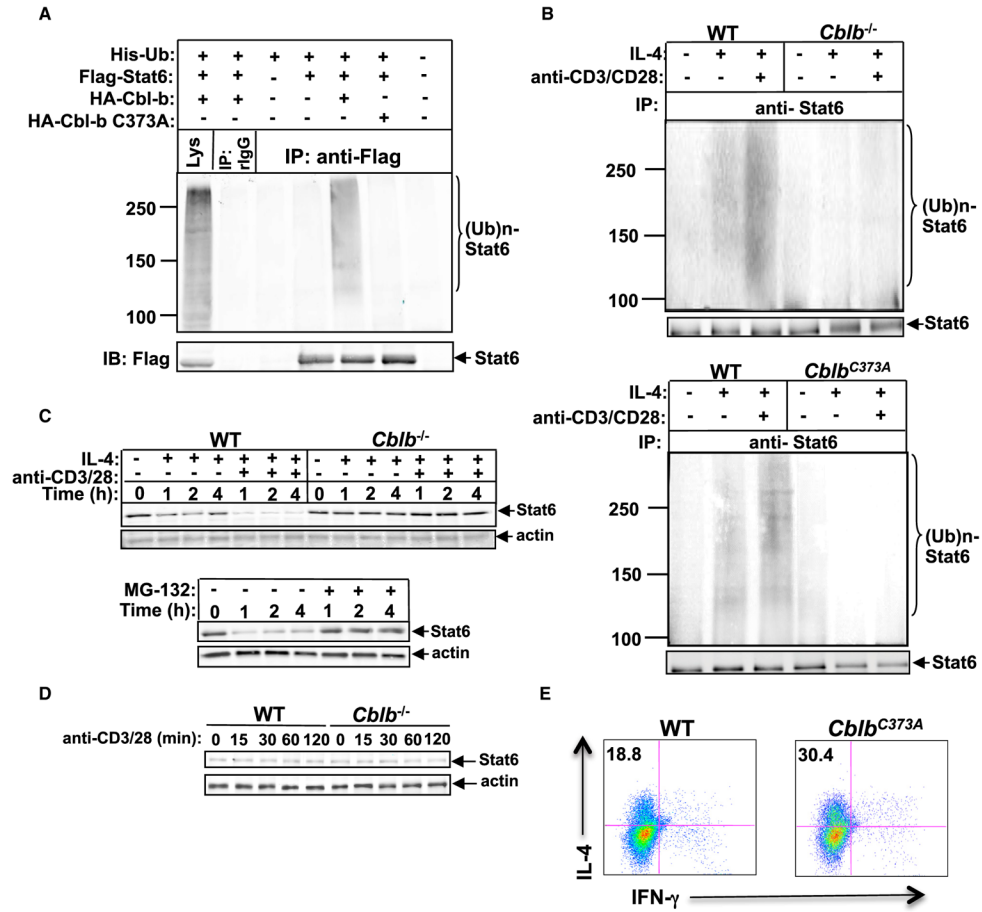 A
His-Ub: + + + + + + -
Flag-Stat6: + + - + + + -
HA-Cbl-b: + + - - + - -
HA-Cbl-b C373A: - - - - - + -
Lys
IP: rIgG
IP: anti-Flag
250
150
100
(Ub)n-
Stat6
IB: Flag
Stat6
B
WT Cblb-/-
IL-4: - + + - + +
anti-CD3/CD28: - - + - - +
IP: anti- Stat6
250
150
100
(Ub)n-
Stat6
Stat6
WT CblbC373A
IL-4: - + + - + +
anti-CD3/CD28: - - + - - +
IP: anti- Stat6
250
150
100
(Ub)n-
Stat6
Stat6
C
WT Cblb-/-
IL-4: - + + + + + + - + + + + + +
anti-CD3/28: - - - - + + + - - - - + + +
Time (h): 0 1 2 4 1 2 4 0 1 2 4 1 2 4
Stat6
actin
MG-132: - - - - + + +
Time (h): 0 1 2 4 1 2 4
Stat6
actin
D
WT Cblb-/-
anti-CD3/28 (min): 0 15 30 60 120 0 15 30 60 120
Stat6
actin
E
WT CblbC373A
18.8 30.4
IL-4
IFN-γ